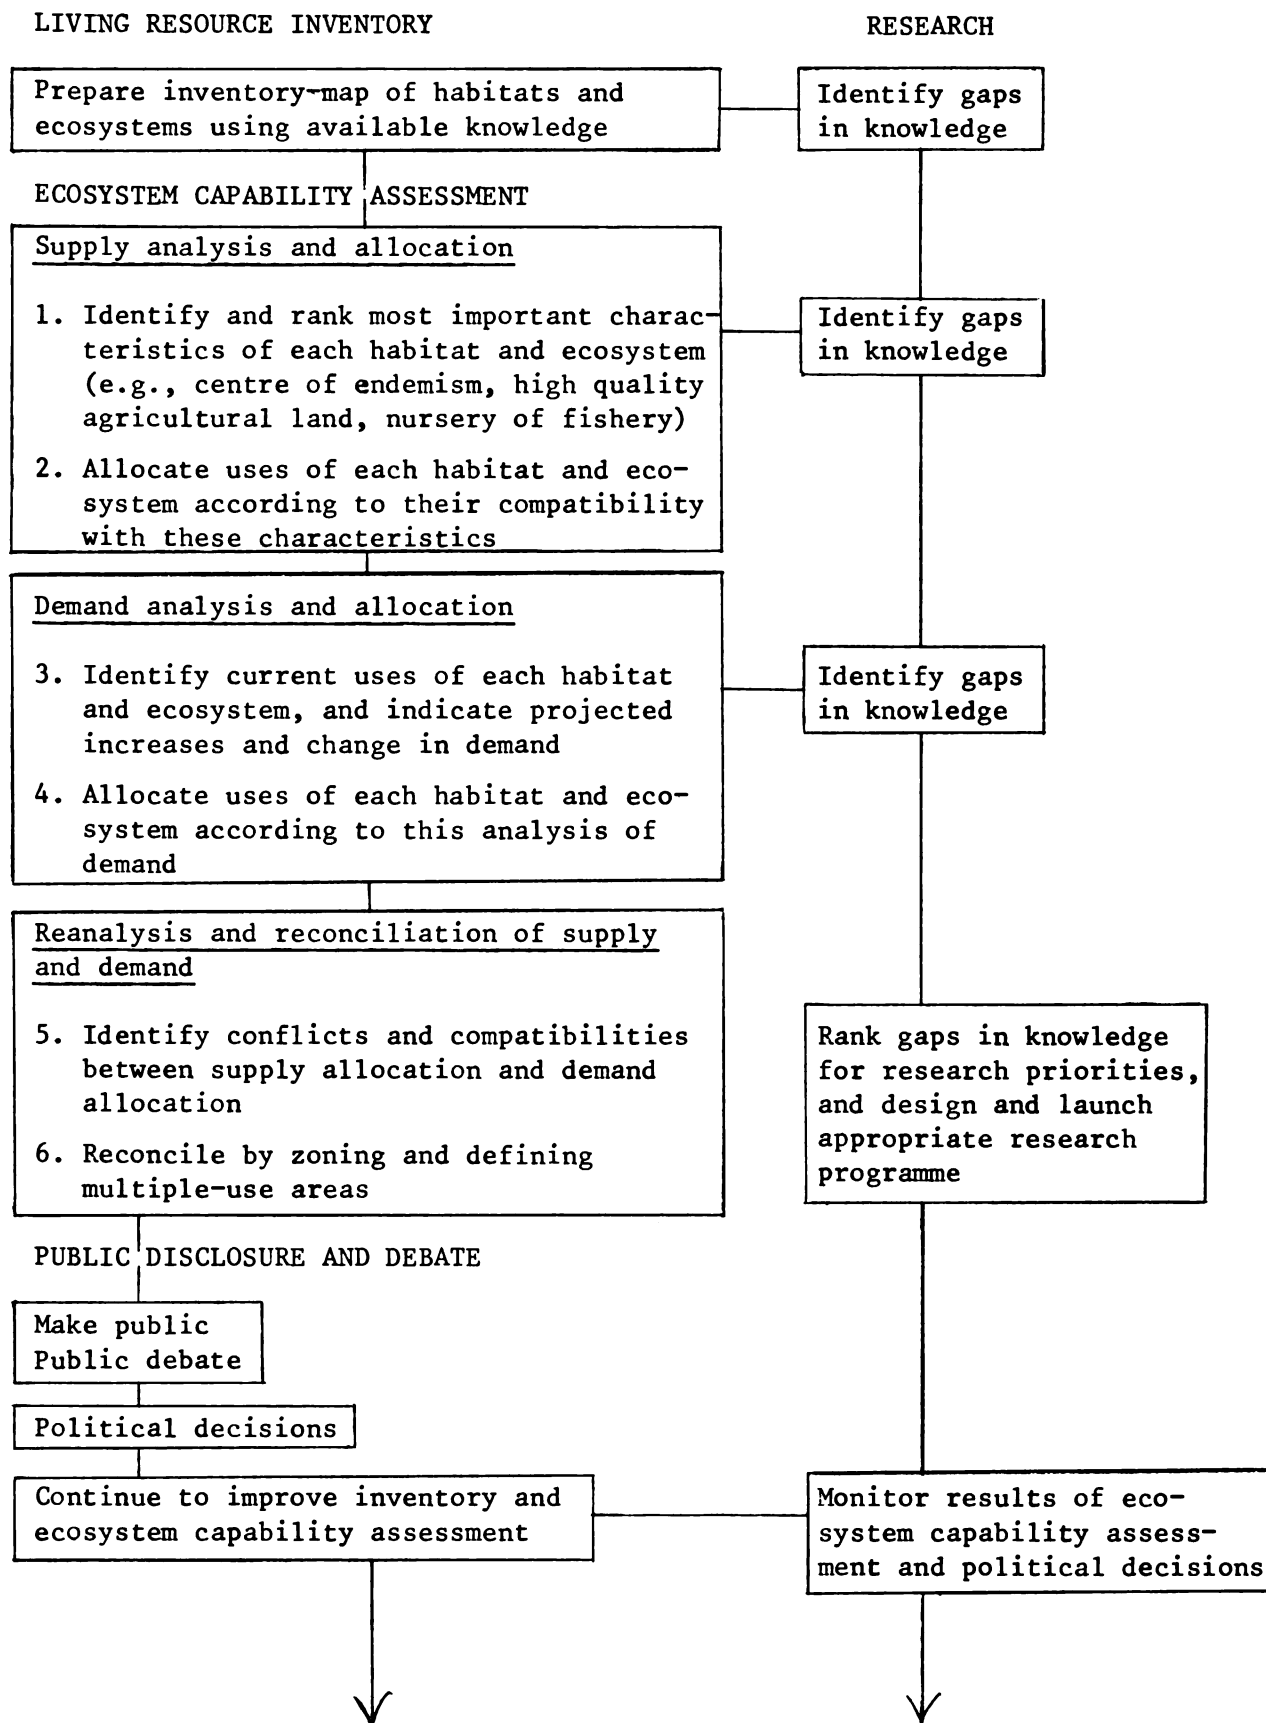 LIVING RESOURCE INVENTORY
RESEARCH
Prepare inventory-map of habitats and
ecosystems using available knowledge
Identify gaps
in knowledge
ECOSYSTEM CAPABILITY ASSESSMENT
Supply analysis and allocation
1. Identify and rank most important charac-
teristics of each habitat and ecosystem
(e.g., centre of endemism, high quality
agricultural land, nursery of fishery)
2. Allocate uses of each habitat and eco-
system according to their compatibility
with these characteristics
Identify gaps
in knowledge
Demand analysis and allocation
3. Identify current uses of each habitat
and ecosystem, and indicate projected
increases and change in demand
4. Allocate uses of each habitat and eco-
system according to this analysis of
demand
Identify gaps
in knowledge
Reanalysis and reconciliation of supply
and demand
5. Identify conflicts and compatibilities
between supply allocation and demand
allocation
6. Reconcile by zoning and defining
multiple-use areas
Rank gaps in knowledge
for research priorities,
and design and launch
appropriate research
programme
PUBLIC DISCLOSURE AND DEBATE
Make public
Public debate
Political decisions
Continue to improve inventory and
ecosystem capability assessment
Monitor results of eco-
system capability assess-
ment and political decisions